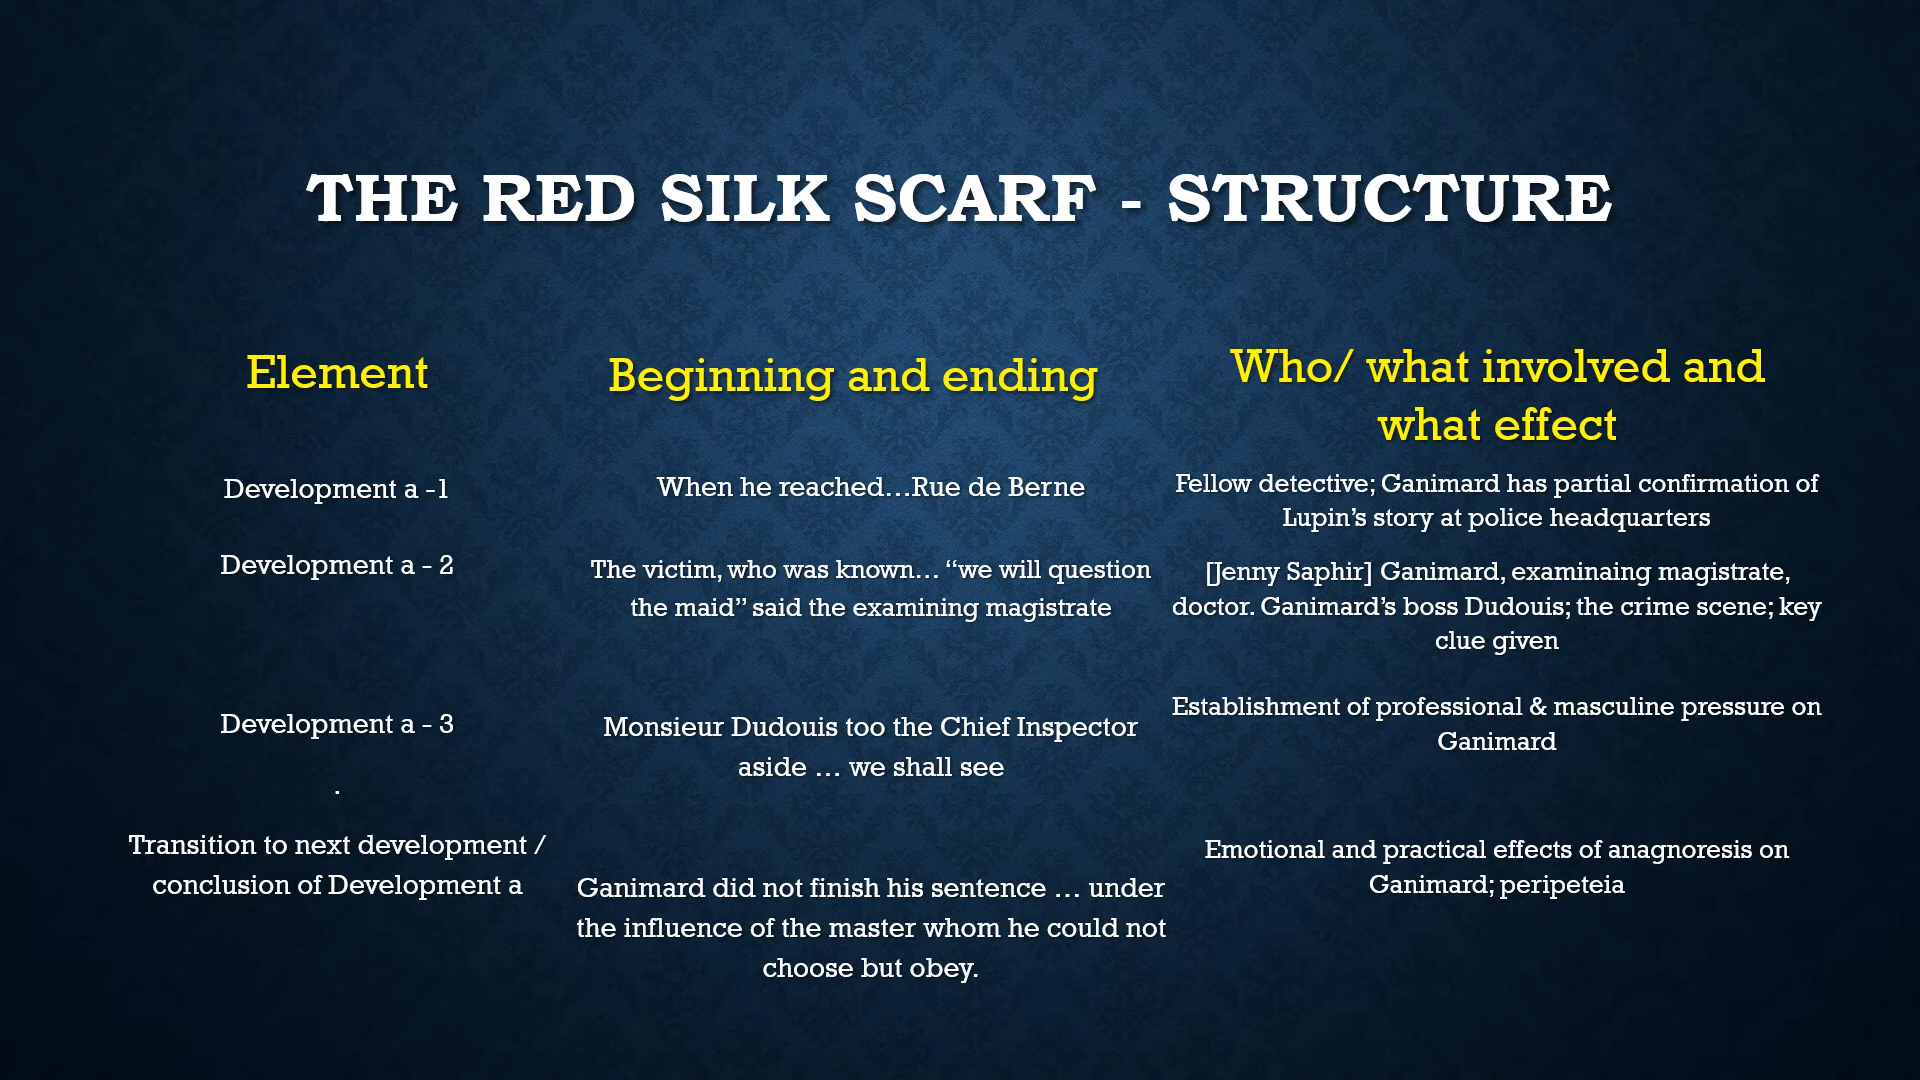 THE RED SILK SCARF - STRUCTURE
Element
Beginning and ending
Who/ what involved and
what effect
Development a -1
When he reached…Rue de Berne
Fellow detective; Ganimard has partial confirmation of
Lupin’s story at police headquarters
Development a - 2
The victim, who was known… “we will question
the maid” said the examining magistrate
[Jenny Saphir] Ganimard, examinaing magistrate,
doctor. Ganimard’s boss Dudouis; the crime scene; key
clue given
Development a - 3
.
Monsieur Dudouis too the Chief Inspector
aside … we shall see
Establishment of professional & masculine pressure on
Ganimard
Transition to next development /
conclusion of Development a
Ganimard did not finish his sentence … under
the influence of the master whom he could not
choose but obey.
Emotional and practical effects of anagnoresis on
Ganimard; peripeteia